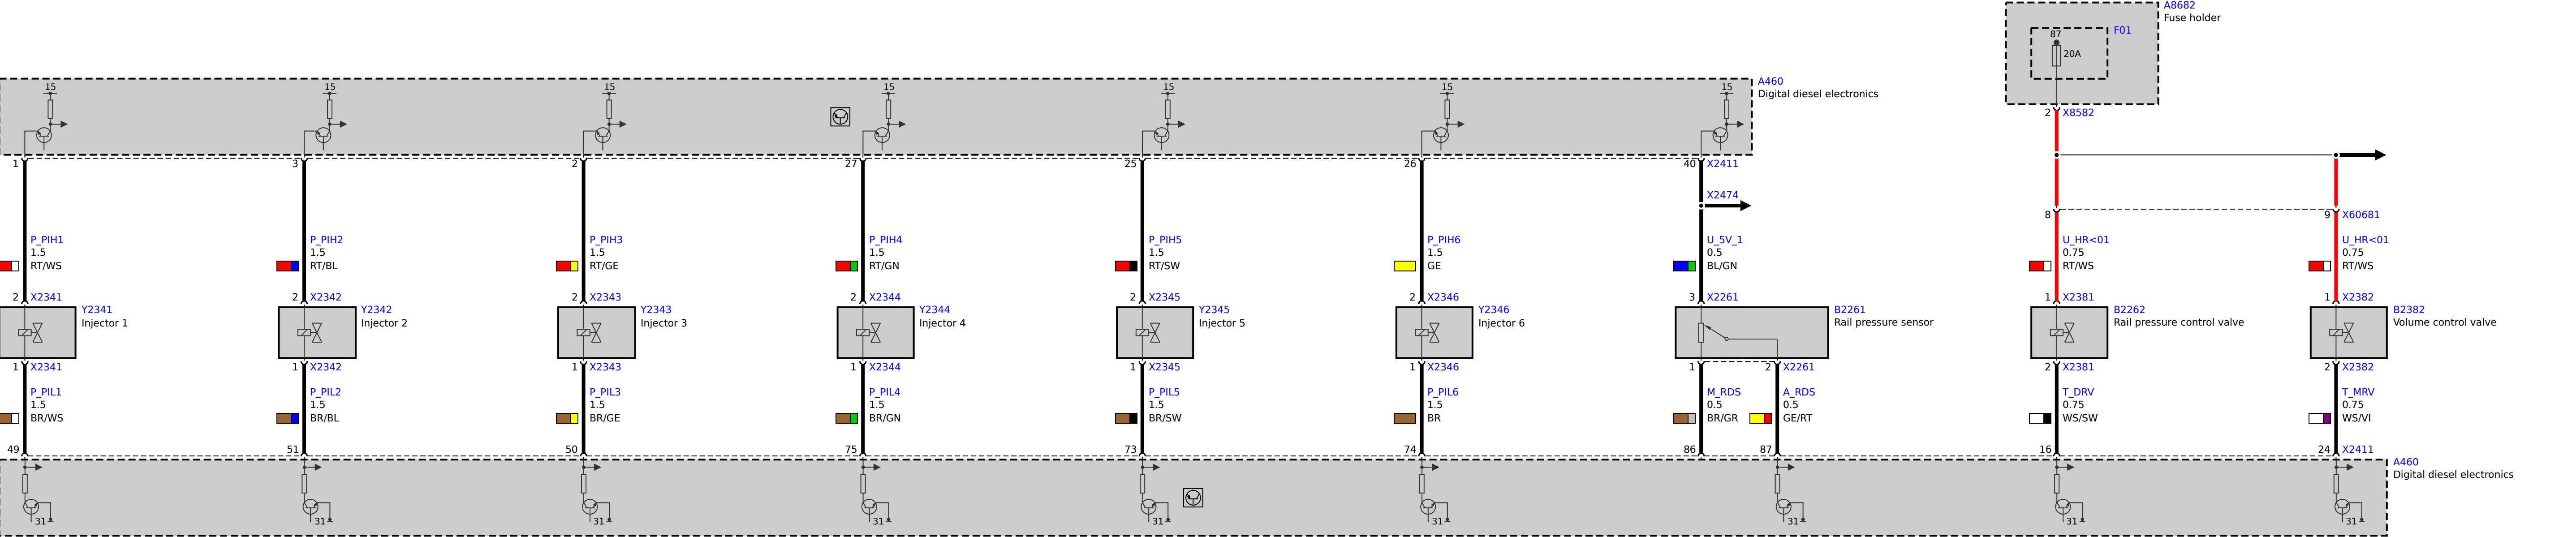 A8682
Fuse holder
87
F01
20A
15
15
15
15
15
15
15
A460
Digital diesel electronics
2 X8582
1
3
2
27
25
26
40 X2411
X2474
8
9 X60681
P_PIH1
1.5
RT/WS
P_PIH2
1.5
RT/BL
P_PIH3
1.5
RT/GE
P_PIH4
1.5
RT/GN
P_PIH5
1.5
RT/SW
P_PIH6
1.5
GE
U_5V_1
0.5
BL/GN
U_HR<01
0.75
RT/WS
U_HR<01
0.75
RT/WS
2 X2341
2 X2342
2 X2343
2 X2344
2 X2345
2 X2346
3 X2261
1 X2381
1 X2382
Y2341
Injector 1
Y2342
Injector 2
Y2343
Injector 3
Y2344
Injector 4
Y2345
Injector 5
Y2346
Injector 6
B2261
Rail pressure sensor
B2262
Rail pressure control valve
B2382
Volume control valve
1 X2341
1 X2342
1 X2343
1 X2344
1 X2345
1 X2346
1
2 X2261
2 X2381
2 X2382
P_PIL1
1.5
BR/WS
P_PIL2
1.5
BR/BL
P_PIL3
1.5
BR/GE
P_PIL4
1.5
BR/GN
P_PIL5
1.5
BR/SW
P_PIL6
1.5
BR
M_RDS
0.5
BR/GR
A_RDS
0.5
GE/RT
T_DRV
0.75
WS/SW
T_MRV
0.75
WS/VI
49
51
50
75
73
74
86
87
16
24 X2411
A460
Digital diesel electronics
31
31
31
31
31
31
31
31
31